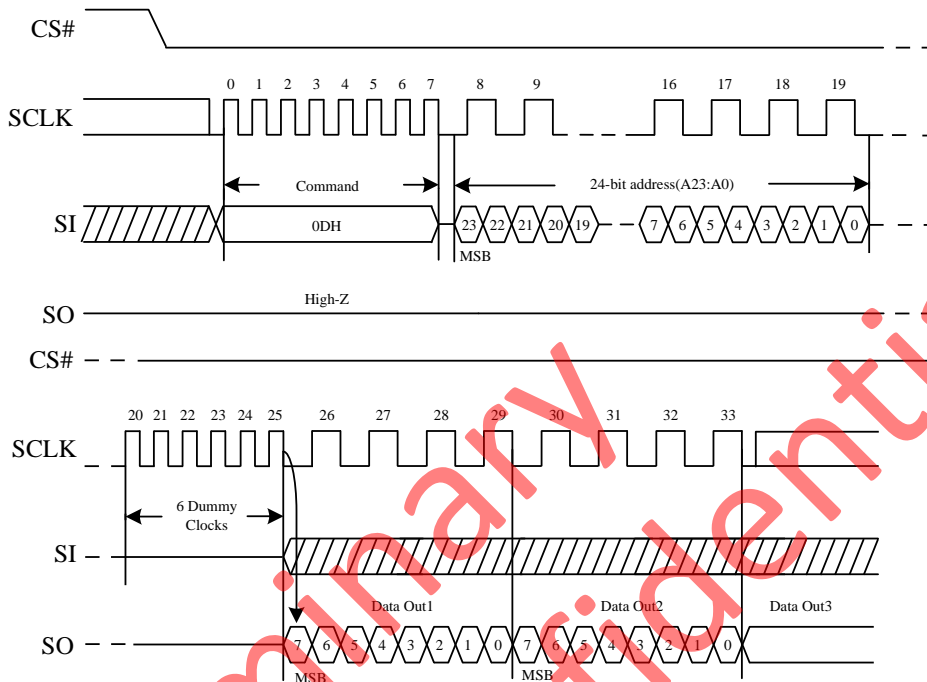 CS#
0 1 2 3 4 5 6 7 8 9 16 17 18 19
SCLK
Command 24-bit address(A23:A0)
SI 0DH 23 22 21 20 19 7 6 5 4 3 2 1 0
MSB
High-Z
SO
CS#
20 21 22 23 24 25 26 27 28 29 30 31 32 33
SCLK
6 Dummy
Clocks
SI
Data Out1 Data Out2 Data Out3
SO 7 6 5 4 3 2 1 0 7 6 5 4 3 2 1 0
MSB MSB